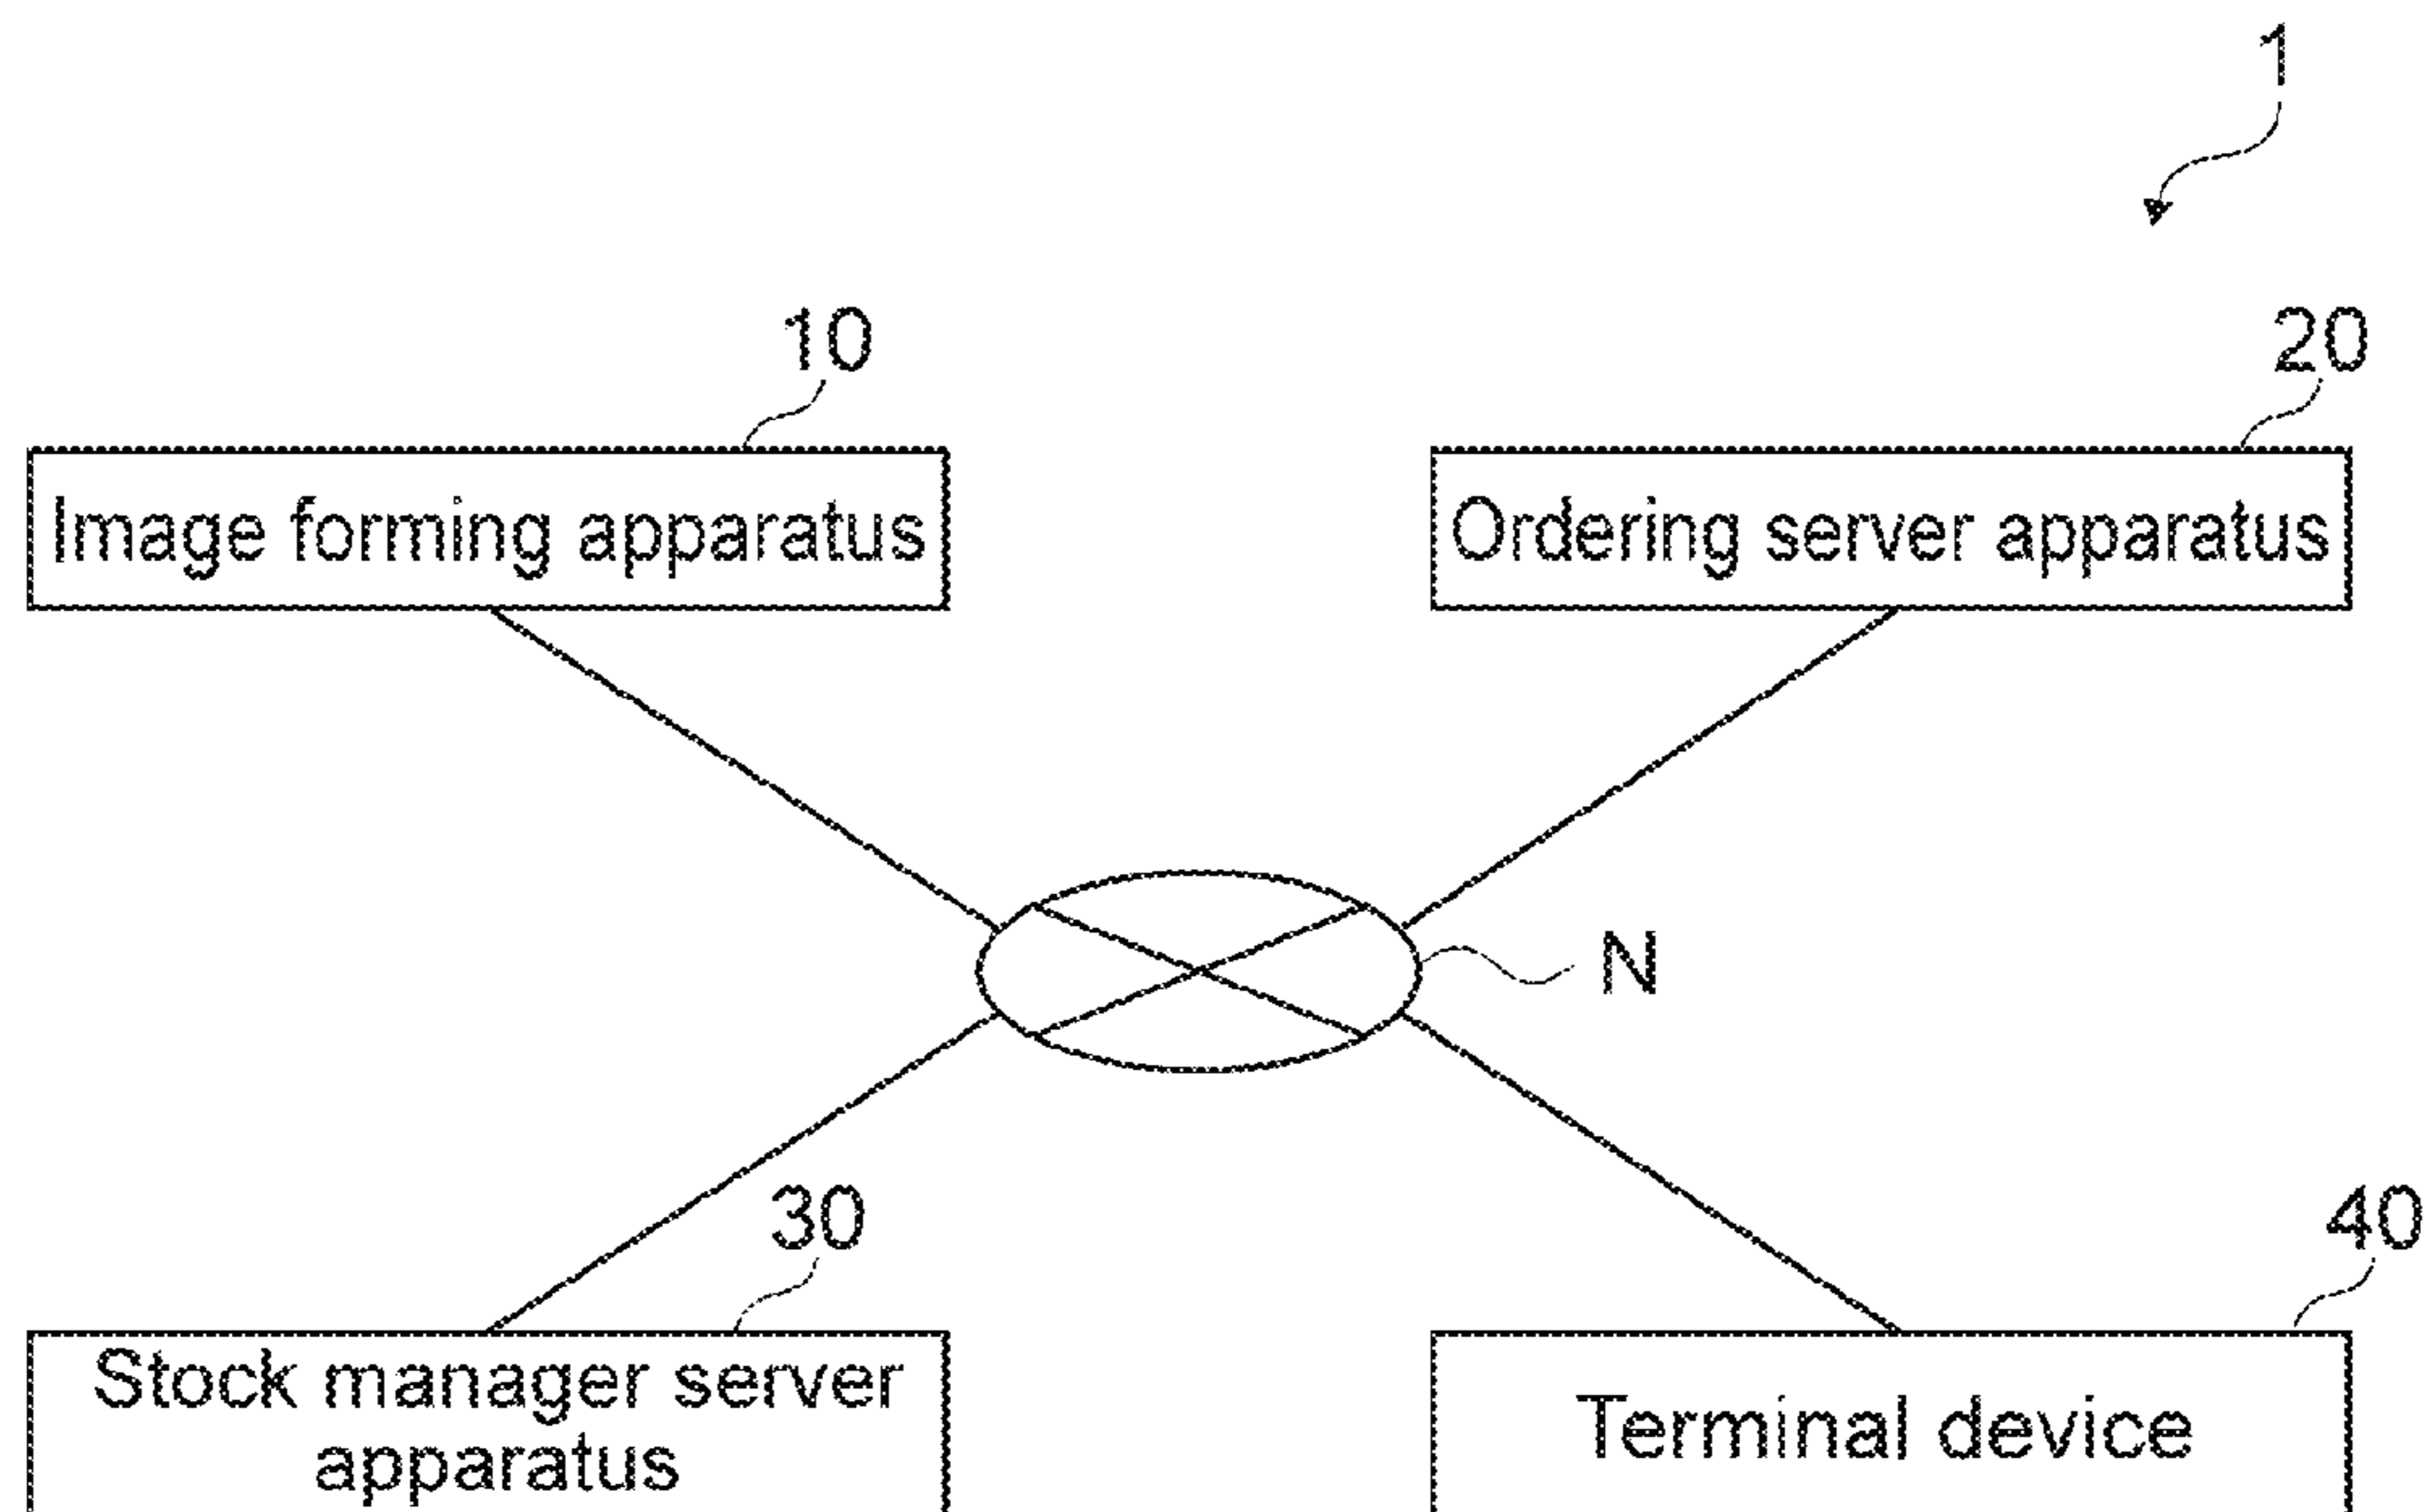 1
10
20
Image forming apparatus
Ordering server apparatus
N
30
40
Stock manager server
apparatus
Terminal device